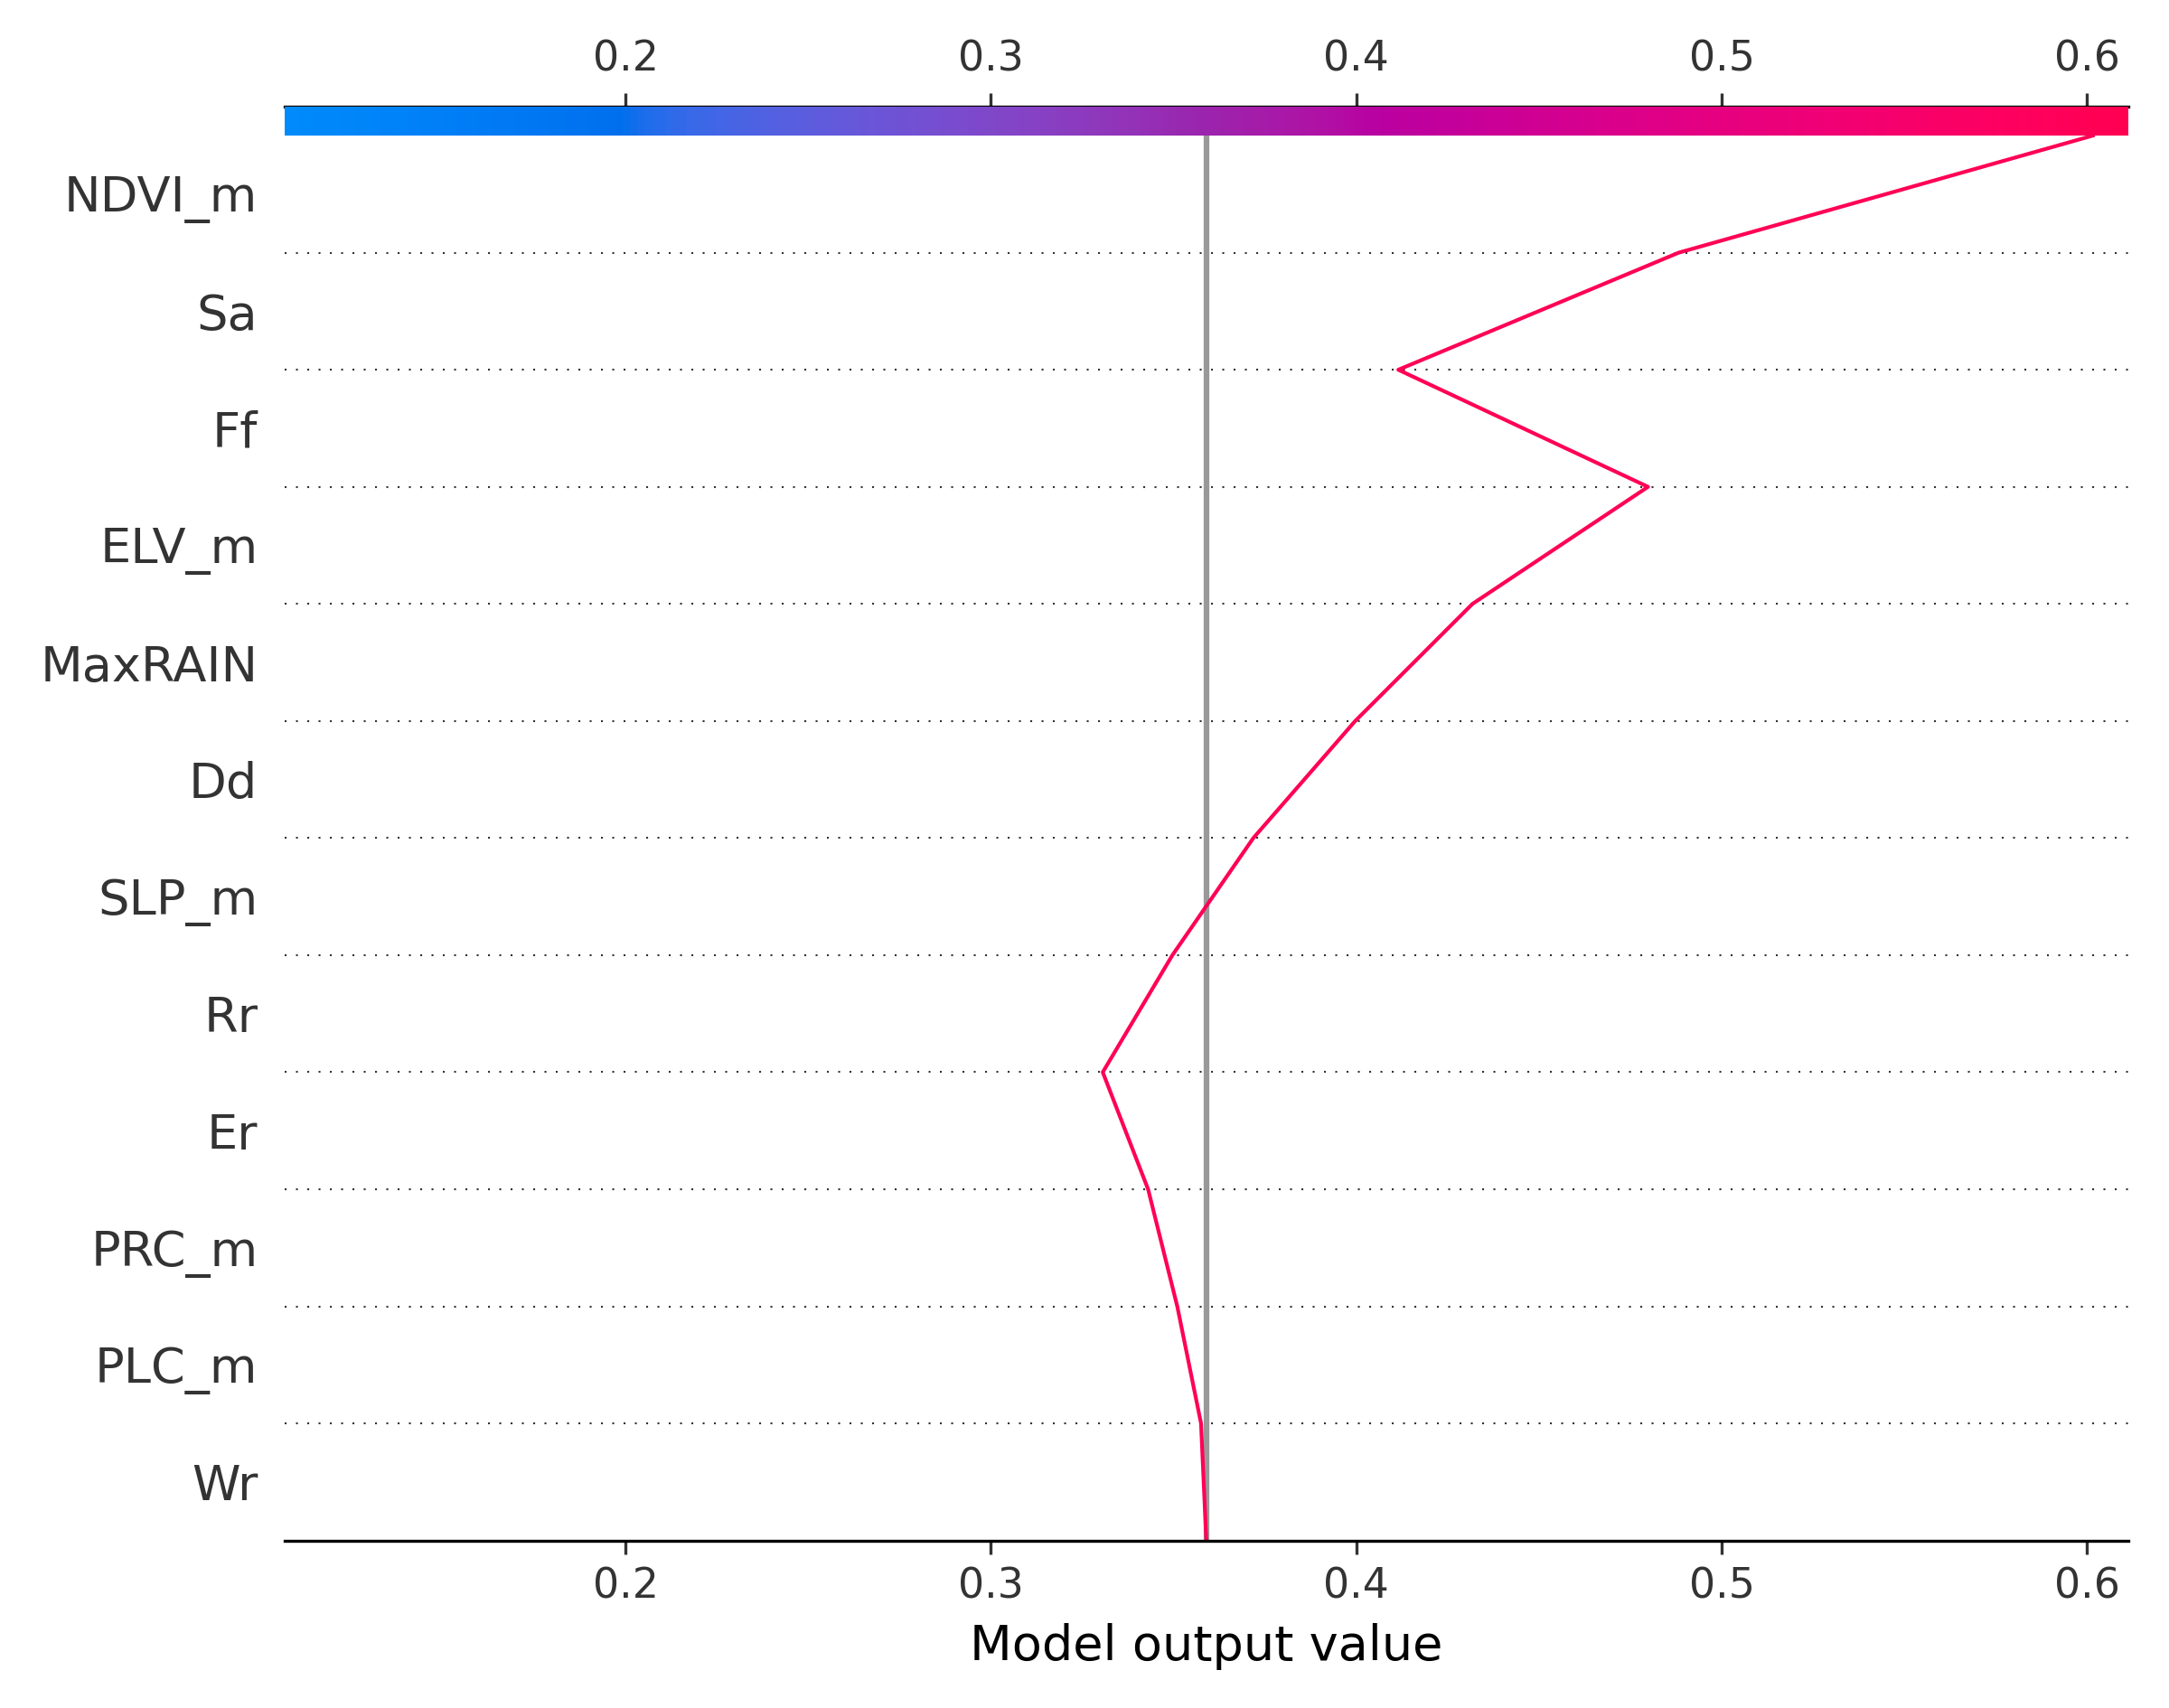 0.2 0.3 0.4 0.5 0.6
NDVI_m
Sa
Ff
ELV_m
MaxRAIN
Dd
SLP_m
Rr
Er
PRC_m
PLC_m
Wr
0.2 0.3 0.4 0.5 0.6
Model output value